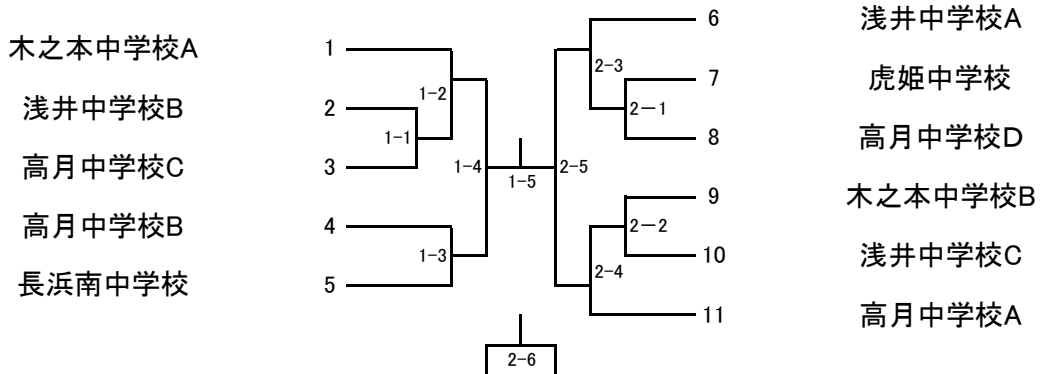 木之本中学校A 1
浅井中学校B 2
高月中学校C 3
高月中学校B 4
長浜南中学校 5
1-2
1-1
1-4
1-3
1-5
2-5
6 浅井中学校A
7 虎姫中学校
8 高月中学校D
9 木之本中学校B
10 浅井中学校C
11 高月中学校A
2-3
2-1
2-2
2-4
2-6